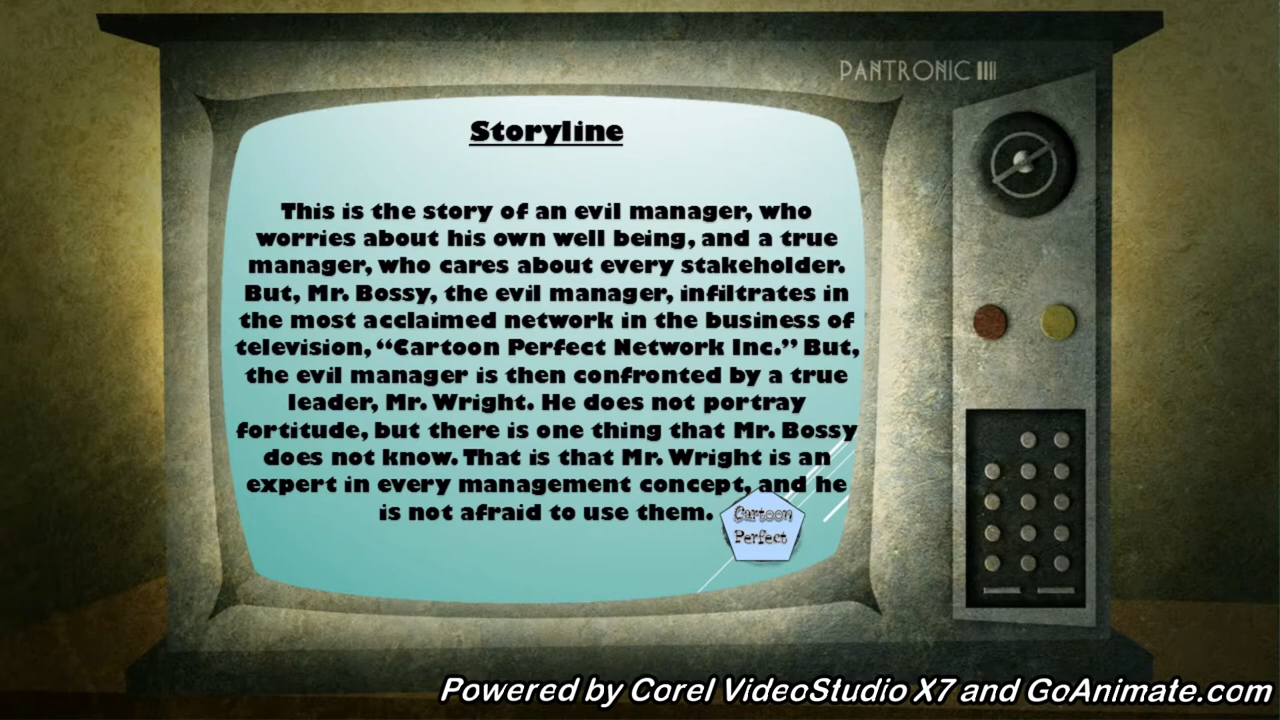 PANTRONIC
Storyline
This is the story of an evil manager, who
worries about his own well being, and a true
manager, who cares about every stakeholder.
But, Mr. Bossy, the evil manager, infiltrates in
the most acclaimed network in the business of
television, “Cartoon Perfect Network Inc.” But,
the evil manager is then confronted by a true
leader, Mr. Wright. He does not portray
fortitude, but there is one thing that Mr. Bossy
does not know. That is that Mr. Wright is an
expert in every management concept, and he
is not afraid to use them.
Cartoon
Perfect
Powered by Corel VideoStudio X7 and GoAnimate.com